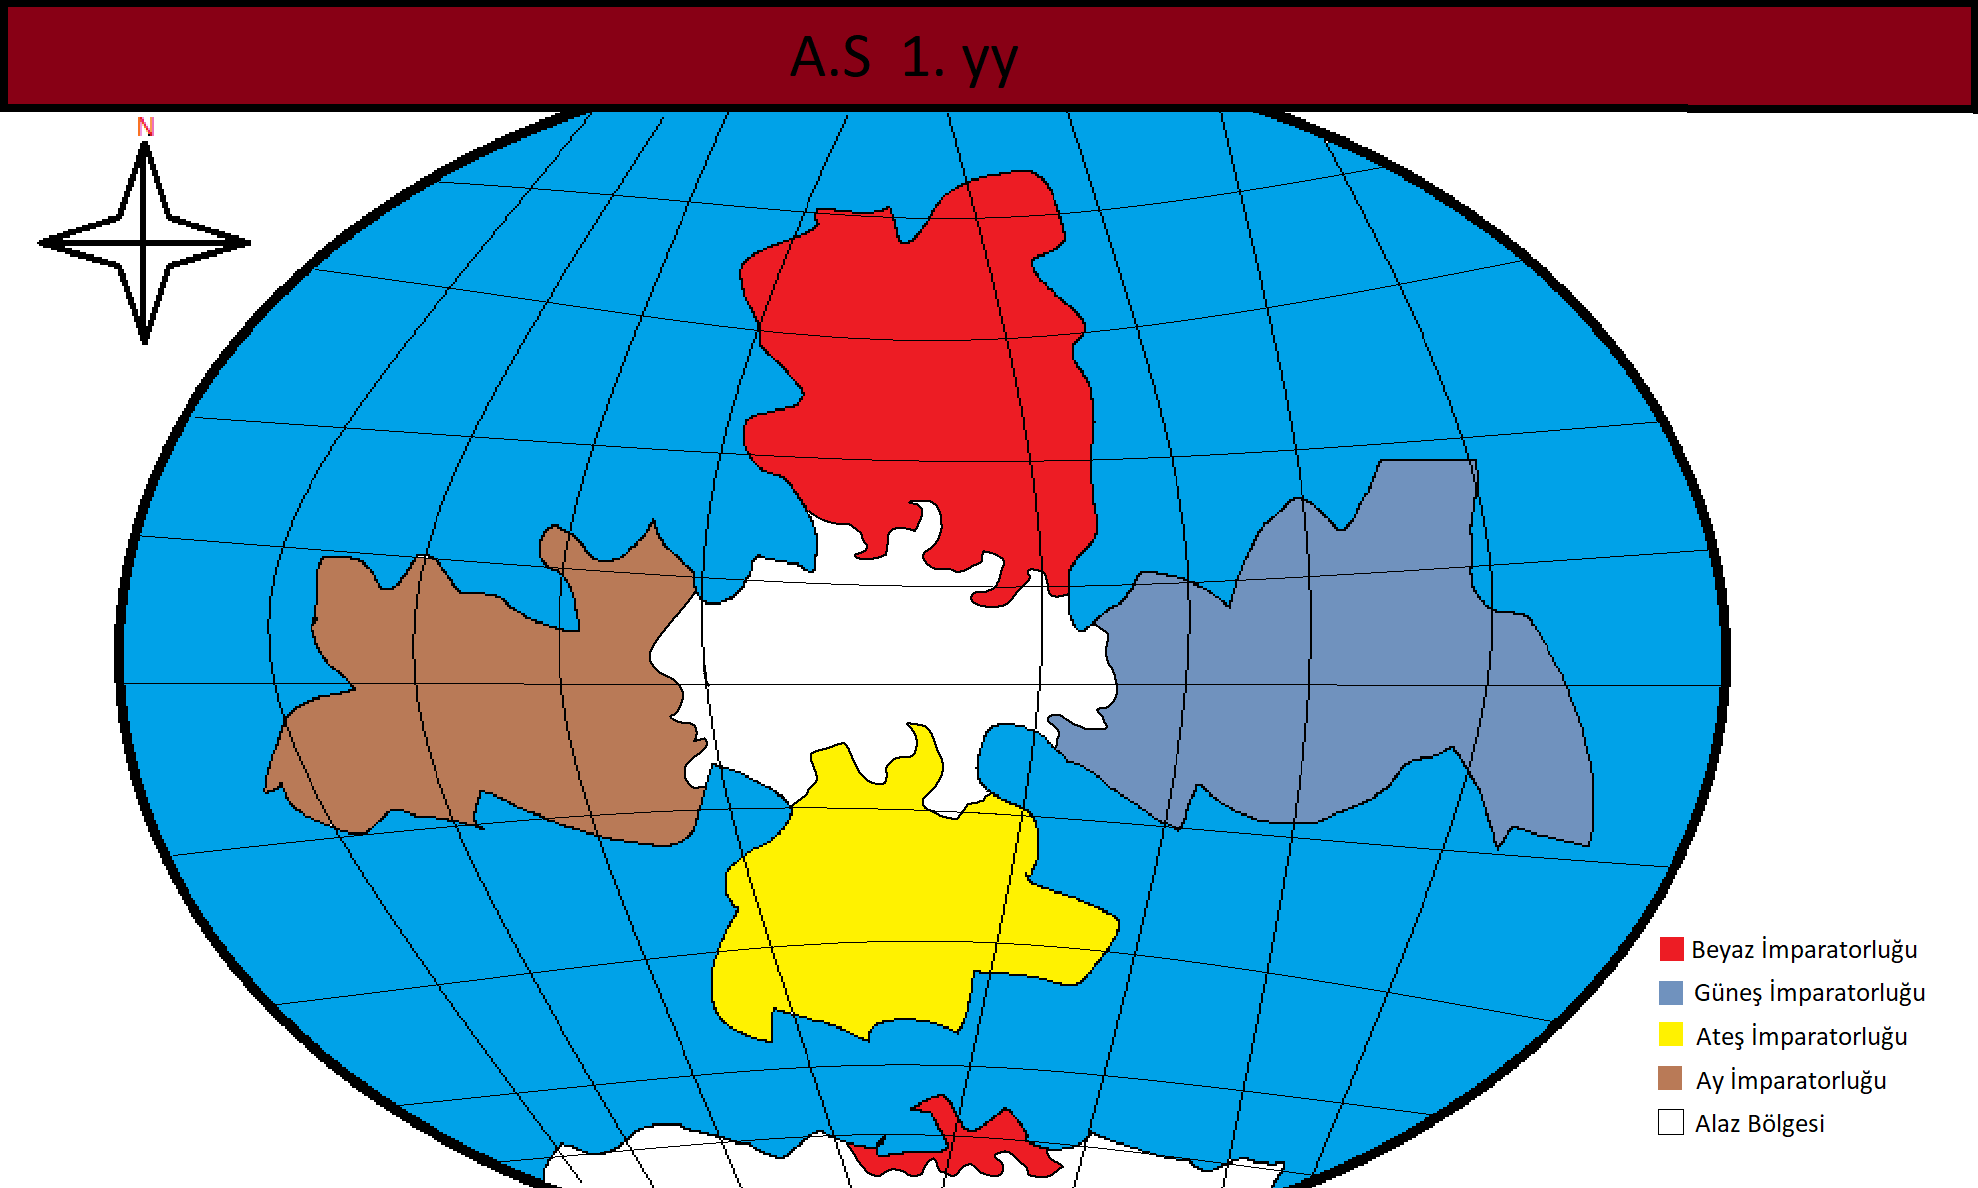 A.S 1. yy
N
Beyaz İmparatorluğu
Güneş İmparatorluğu
Ateş İmparatorluğu
Ay İmparatorluğu
Alaz Bölgesi